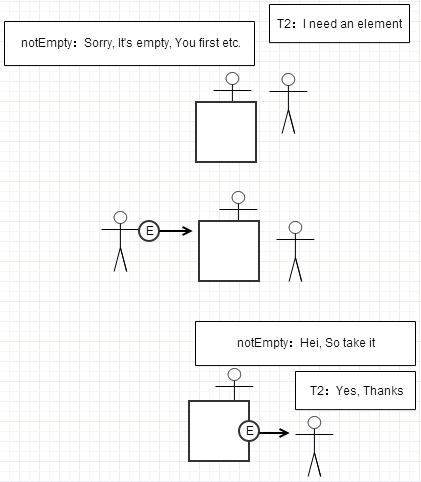 T2：I need an element
notEmpty：Sorry, It's empty, You first etc.
E
notEmpty：Hei, So take it
T2：Yes, Thanks
E